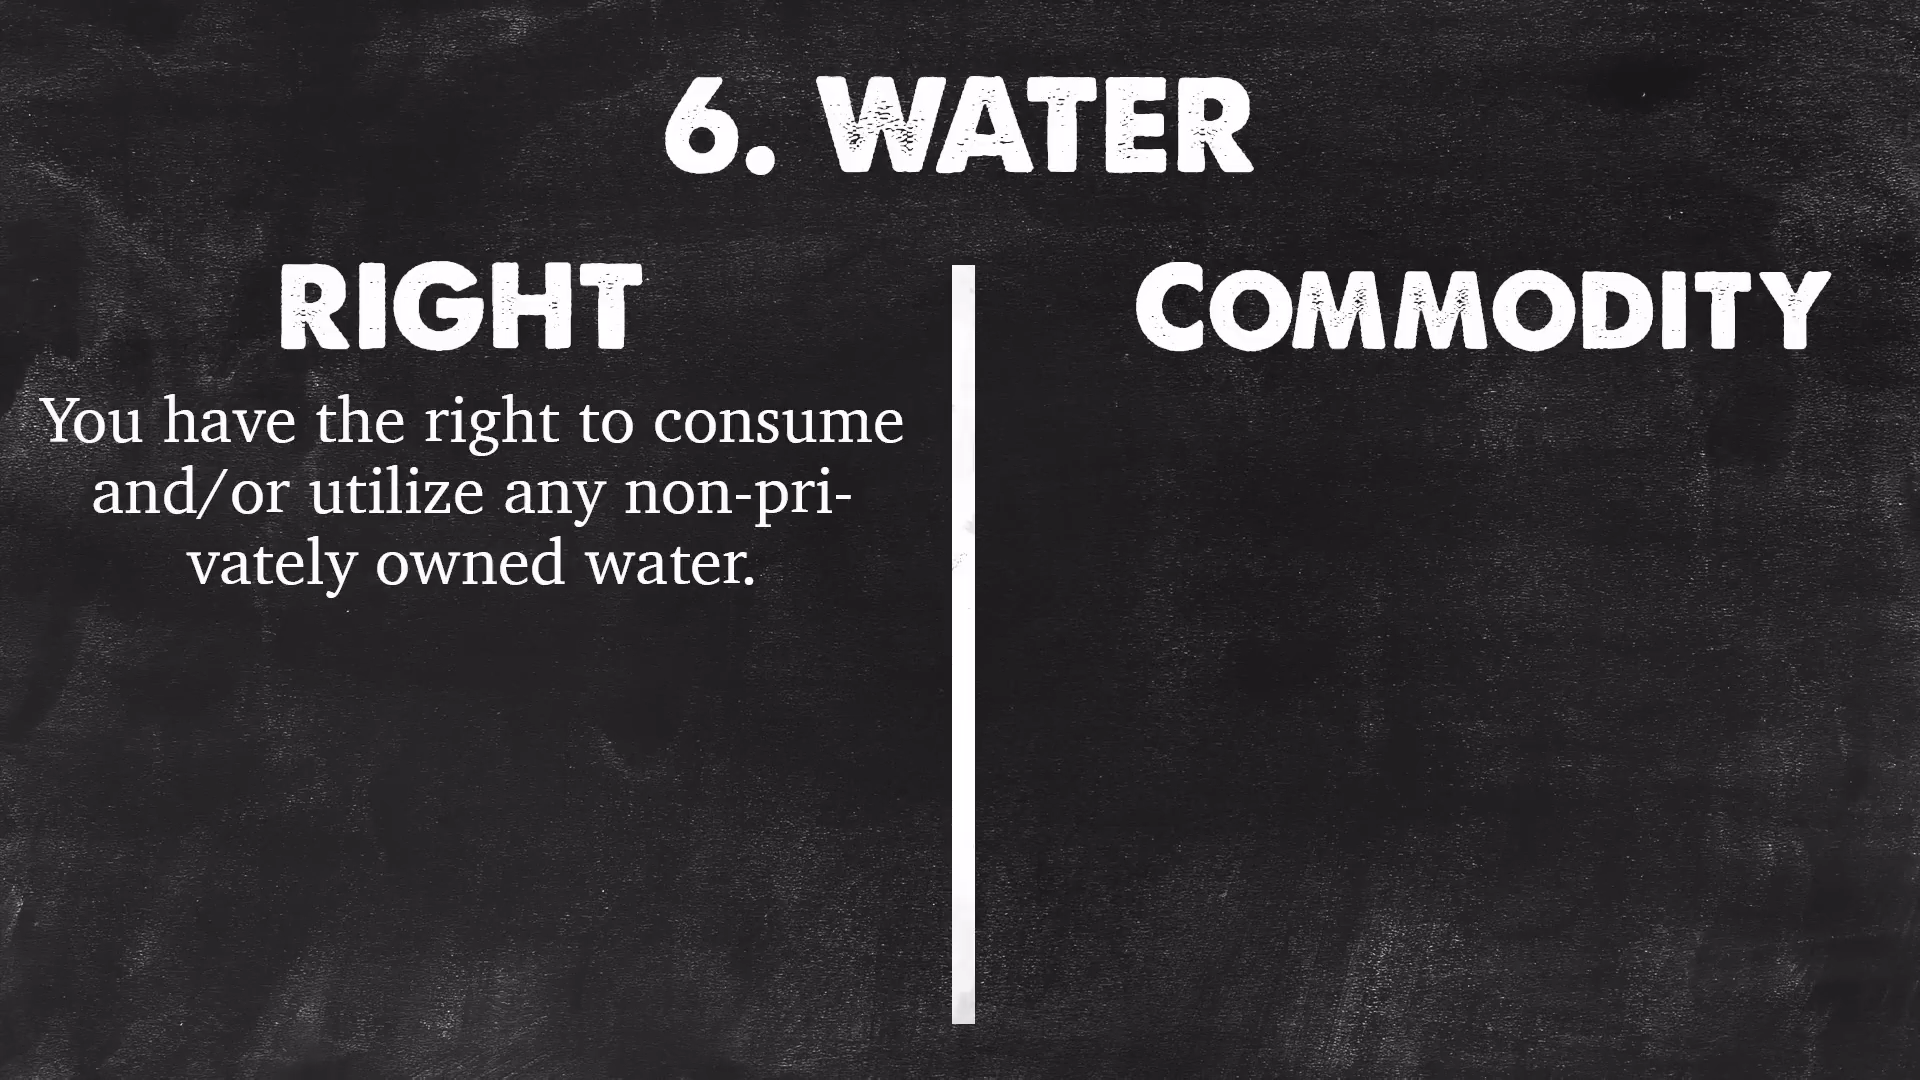 6. WATER
RIGHT
COMMODITY
You have the right to consume
and/or utilize any non-pri-
vately owned water.